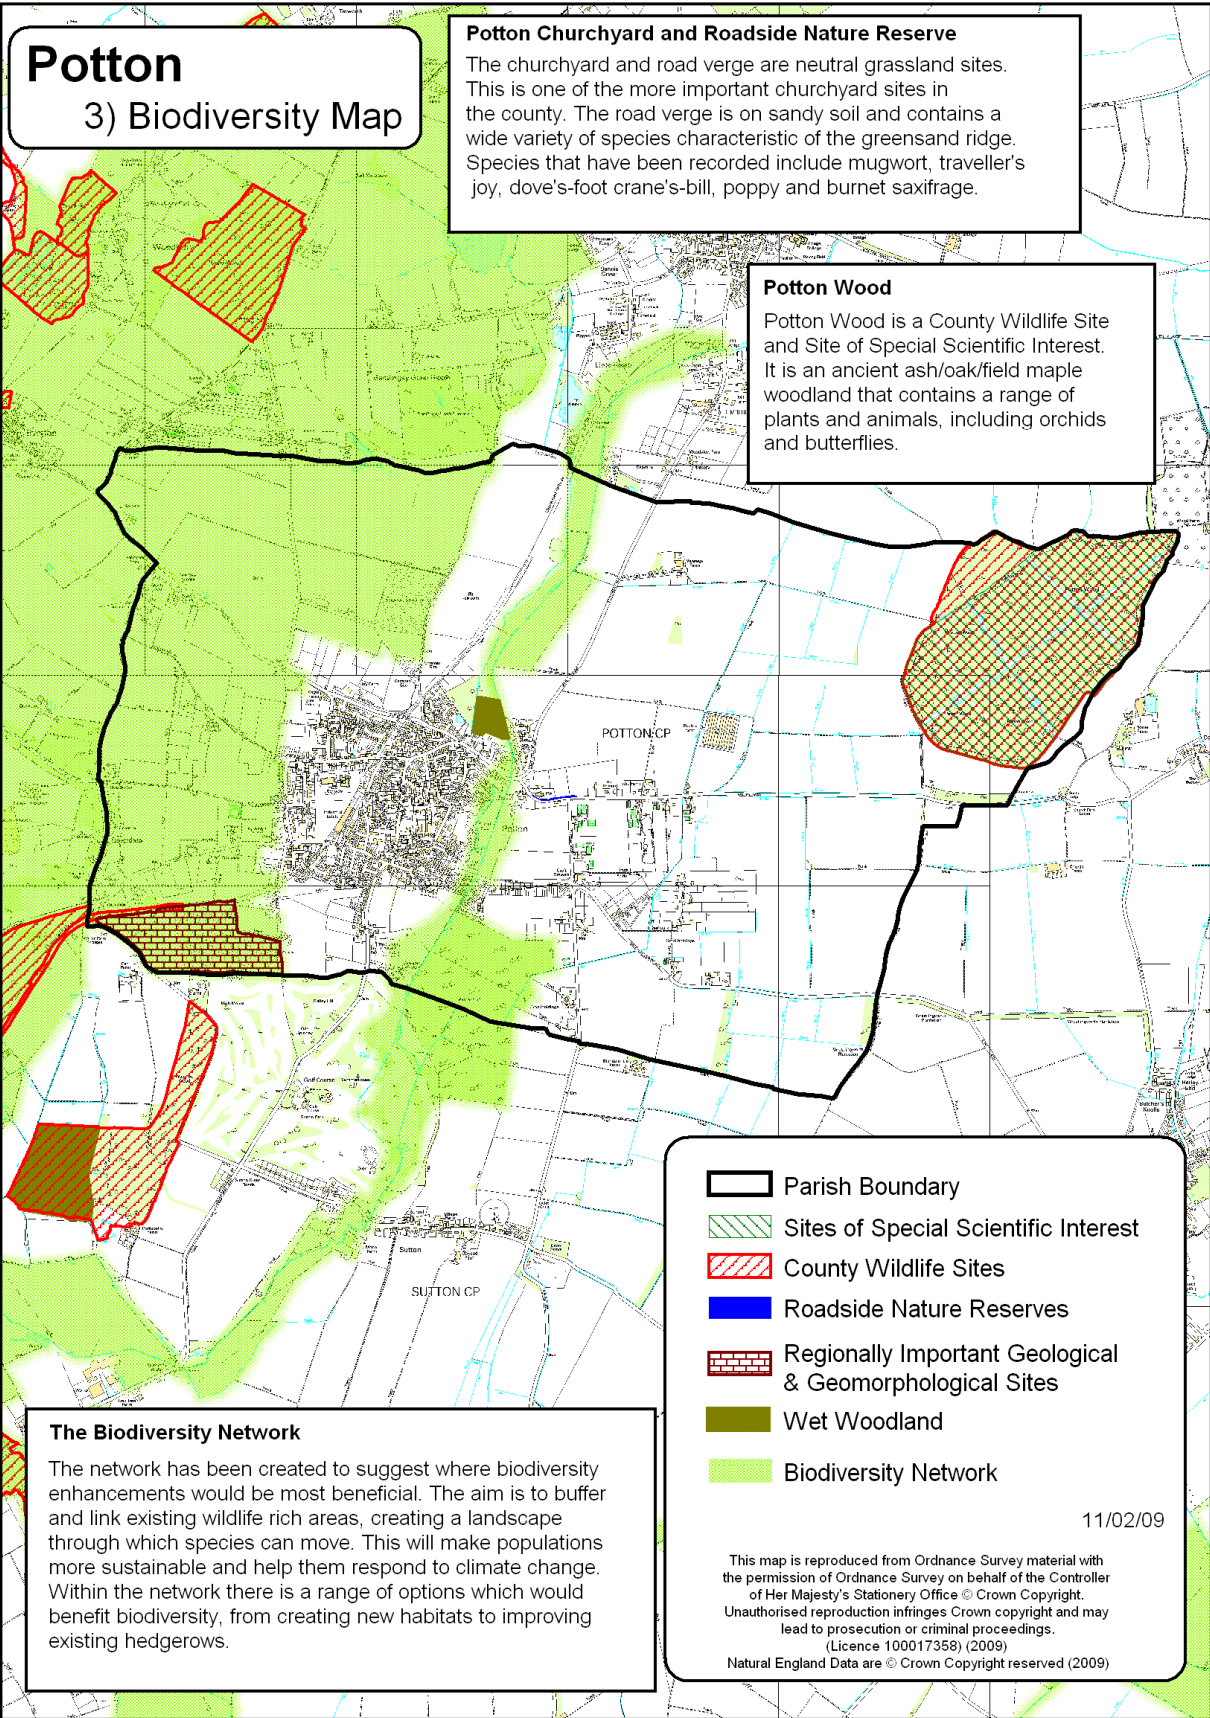 Potton
3) Biodiversity Map
Potton Churchyard and Roadside Nature Reserve
The churchyard and road verge are neutral grassland sites.
This is one of the more important churchyard sites in
the county. The road verge is on sandy soil and contains a
wide variety of species characteristic of the greensand ridge.
Species that have been recorded include mugwort, traveller's
joy, dove's-foot crane's-bill, poppy and burnet saxifrage.
Potton Wood
Potton Wood is a County Wildlife Site
and Site of Special Scientific Interest.
It is an ancient ash/oak/field maple
woodland that contains a range of
plants and animals, including orchids
and butterflies.
POTTON CP
Potton
Golf Course
Sutton
SUTTON CP
Parish Boundary
Sites of Special Scientific Interest
County Wildlife Sites
Roadside Nature Reserves
Regionally Important Geological
& Geomorphological Sites
Wet Woodland
Biodiversity Network
11/02/09
This map is reproduced from Ordnance Survey material with
the permission of Ordnance Survey on behalf of the Controller
of Her Majesty's Stationery Office © Crown Copyright.
Unauthorised reproduction infringes Crown copyright and may
lead to prosecution or criminal proceedings.
(Licence 100017358) (2009)
Natural England Data are © Crown Copyright reserved (2009)
The Biodiversity Network
The network has been created to suggest where biodiversity
enhancements would be most beneficial. The aim is to buffer
and link existing wildlife rich areas, creating a landscape
through which species can move. This will make populations
more sustainable and help them respond to climate change.
Within the network there is a range of options which would
benefit biodiversity, from creating new habitats to improving
existing hedgerows.